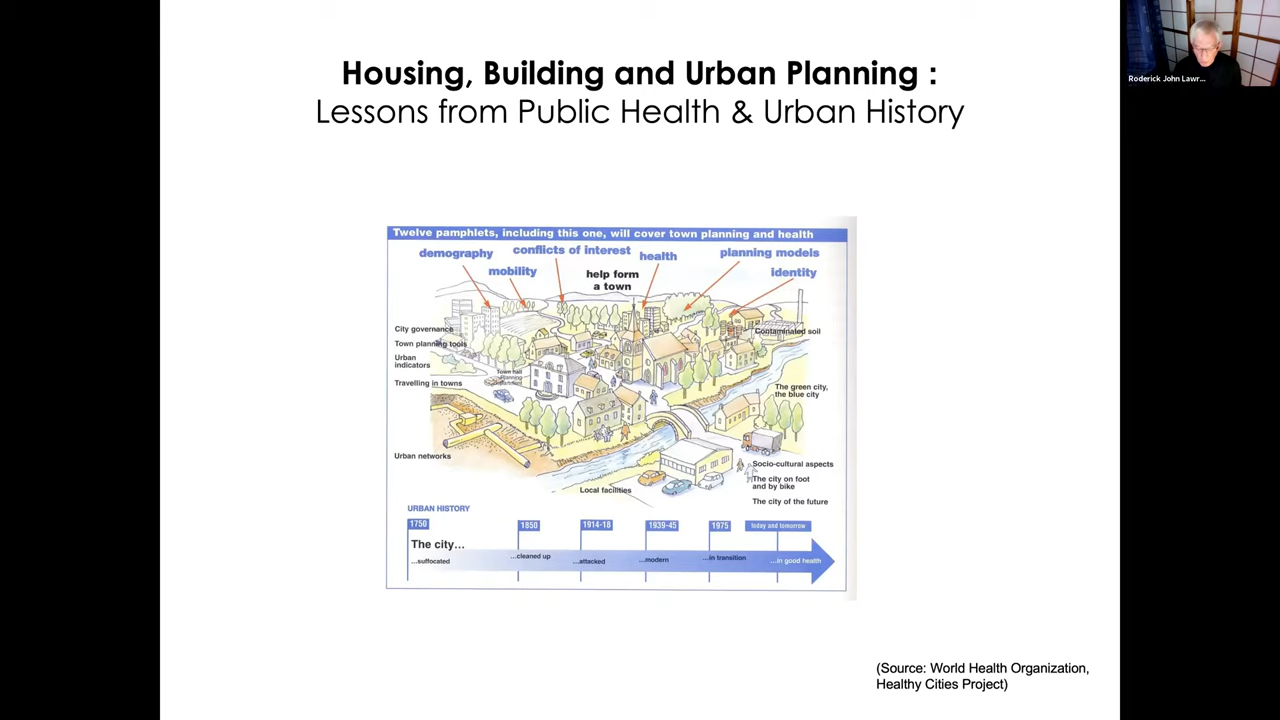 Housing, Building and Urban Planning :
Lessons from Public Health & Urban History
Roderick John Lawr...
Twelve pamphlets, including this one, will cover town planning and health
demography
conflicts of interest
health
planning models
mobility
help form
a town
identity
City governance
Town planning tools
Urban
indicators
Travelling in towns
Town hall
Planning
Contaminated soil
The green city,
the blue city
Urban networks
Local facilities
Socio-cultural aspects
The city on foot
and by bike
The city of the future
URBAN HISTORY
1750
1850
1914-18
1939-45
1975
today and tomorrow
The city…
...suffocated
...cleaned up
...attacked
...modern
...in transition
...in good health
(Source: World Health Organization,
Healthy Cities Project)